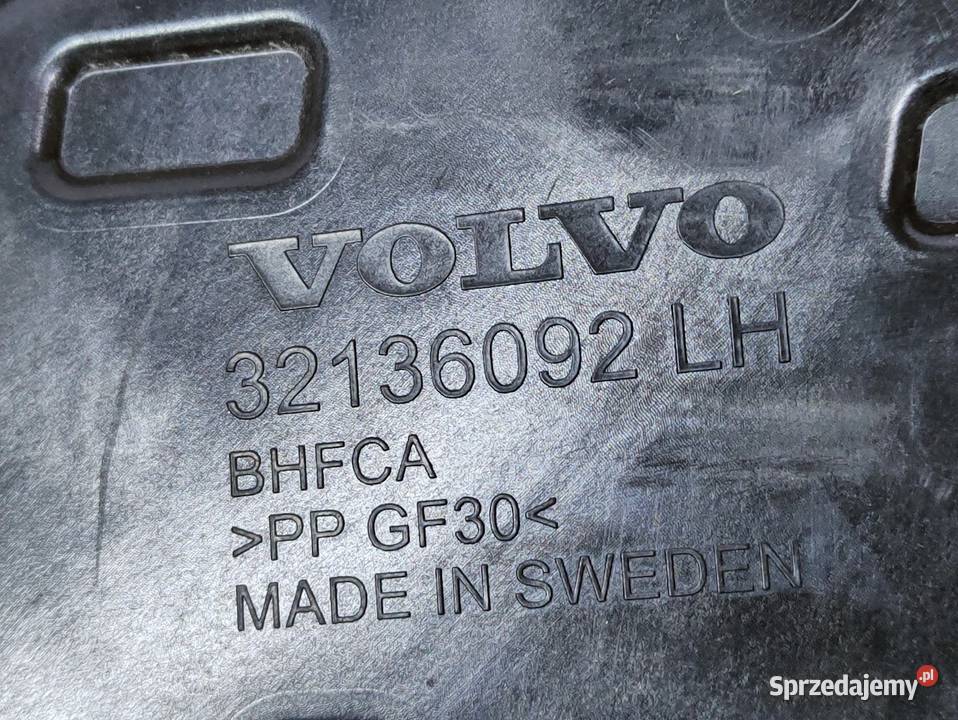 VOLVO
32136092 LH
BHFCA
>PP GF30<
MADE IN SWEDEN
Sprzedajemy.pl